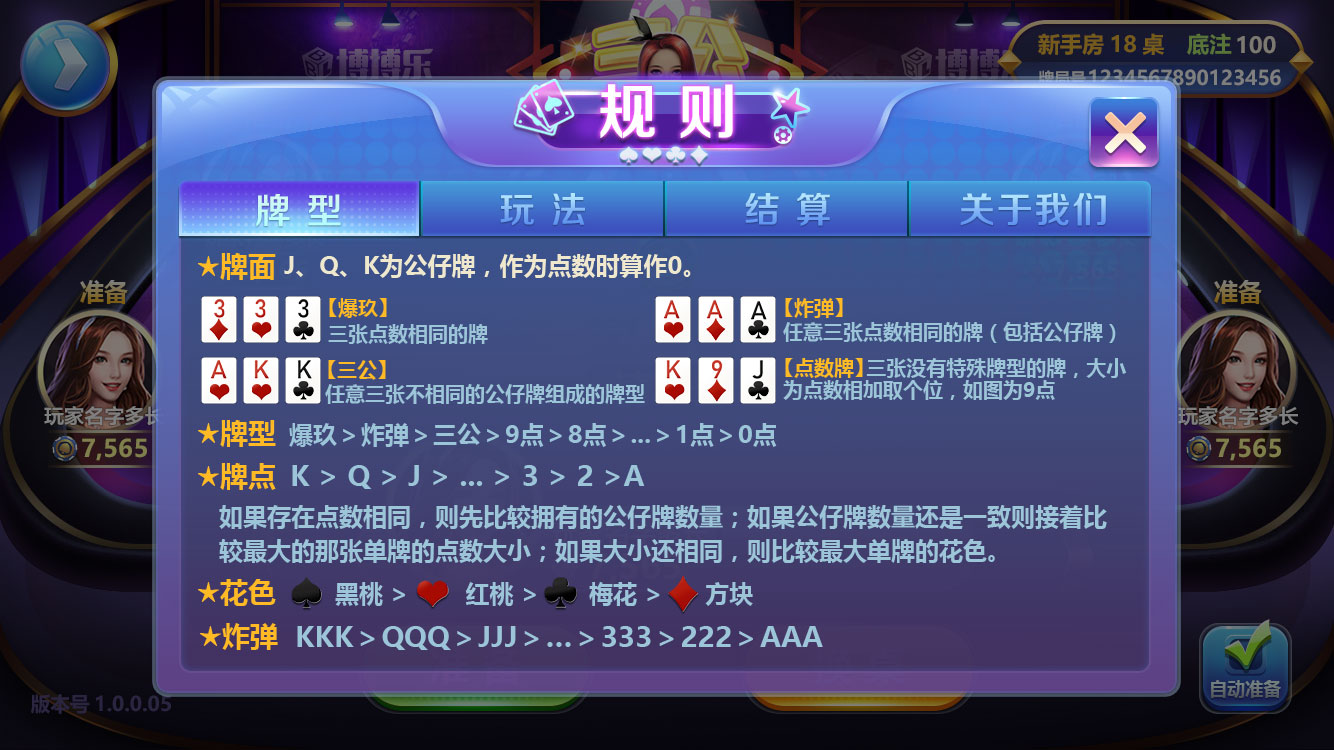 博博乐
新手房 18 桌 底注 100
牌局号1234567890123456
规则
牌型 玩法 结算 关于我们
★牌面 J、Q、K为公仔牌，作为点数时算作0。
3 3 3 【爆玖】
三张点数相同的牌
A A A 【炸弹】
任意三张点数相同的牌（包括公仔牌）
A K K 【三公】
任意三张不相同的公仔牌组成的牌型
K 9 J 【点数牌】三张没有特殊牌型的牌，大小
为点数相加取个位，如图为9点
★牌型 爆玖>炸弹>三公>9点>8点>...>1点>0点
★牌点 K > Q > J > ... > 3 > 2 >A
如果存在点数相同，则先比较拥有的公仔牌数量；如果公仔牌数量还是一致则接着比
较最大的那张单牌的点数大小；如果大小还相同，则比较最大单牌的花色。
★花色 黑桃 > 红桃 > 梅花 > 方块
★炸弹 KKK>QQQ>JJJ>...>333>222>AAA
准备
玩家名字多长
7,565
准备
玩家名字多长
7,565
自动准备
版本号 1.0.0.05